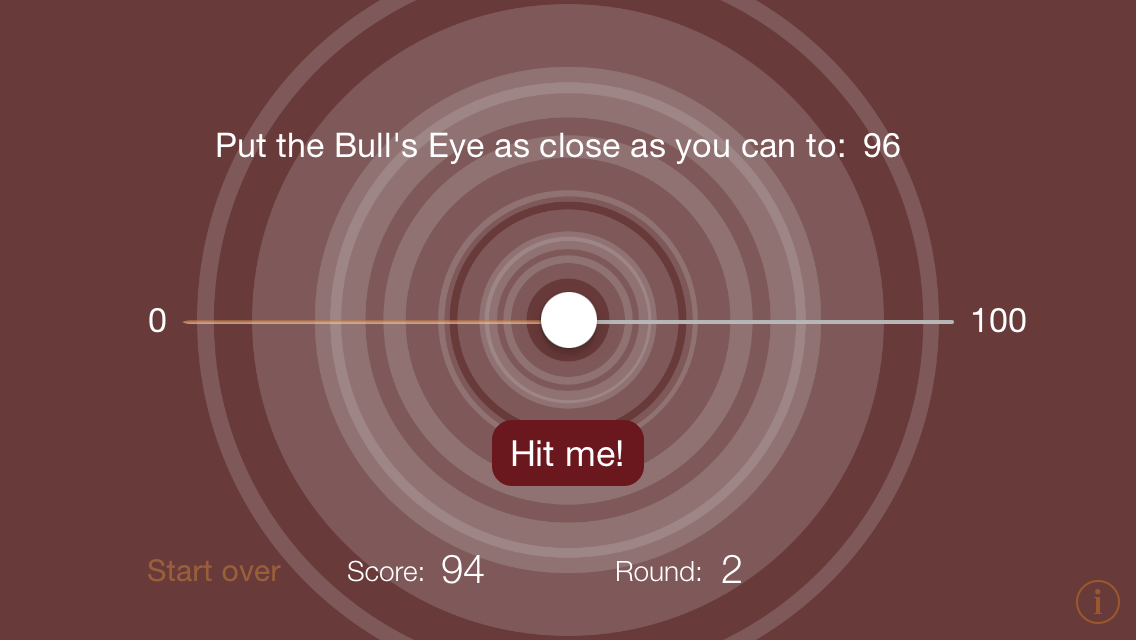 Put the Bull's Eye as close as you can to: 96
0 100
Hit me!
Start over Score: 94 Round: 2
i